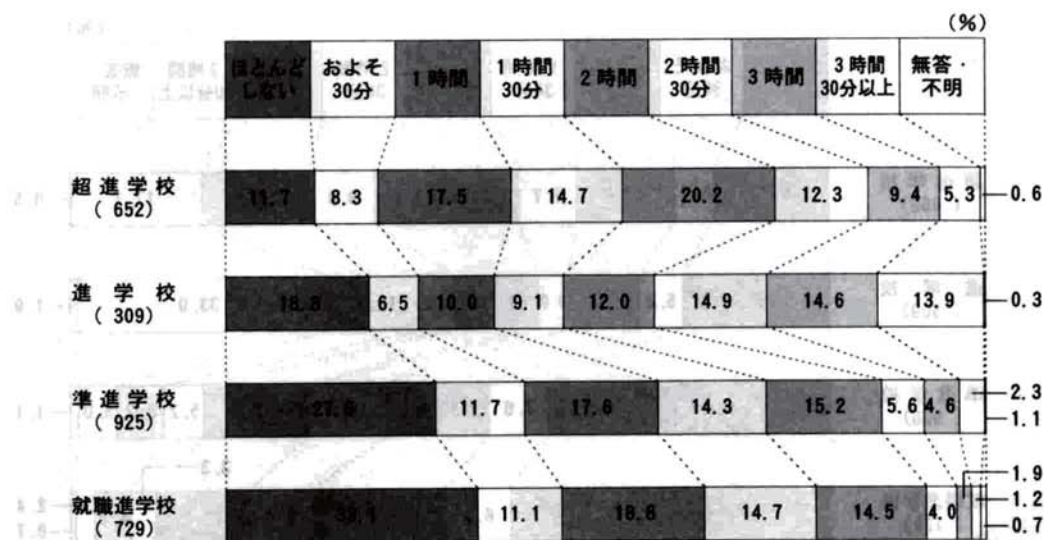 (%)
ほとんどしない およそ30分 1時間 1時間30分 2時間 2時間30分 3時間 3時間30分以上 無答・不明
超進学校 11.7 8.3 17.5 14.7 20.2 12.3 9.4 5.3 0.6
(652)
進学校 18.8 6.5 10.0 9.1 12.0 14.9 14.6 13.9 0.3
(309)
準進学校 27.6 11.7 17.6 14.3 15.2 5.6 4.6 2.3
(925) 1.1
1.9
就職進学校 11.1 18.6 14.7 14.5 4.0 1.2
(729) 0.7